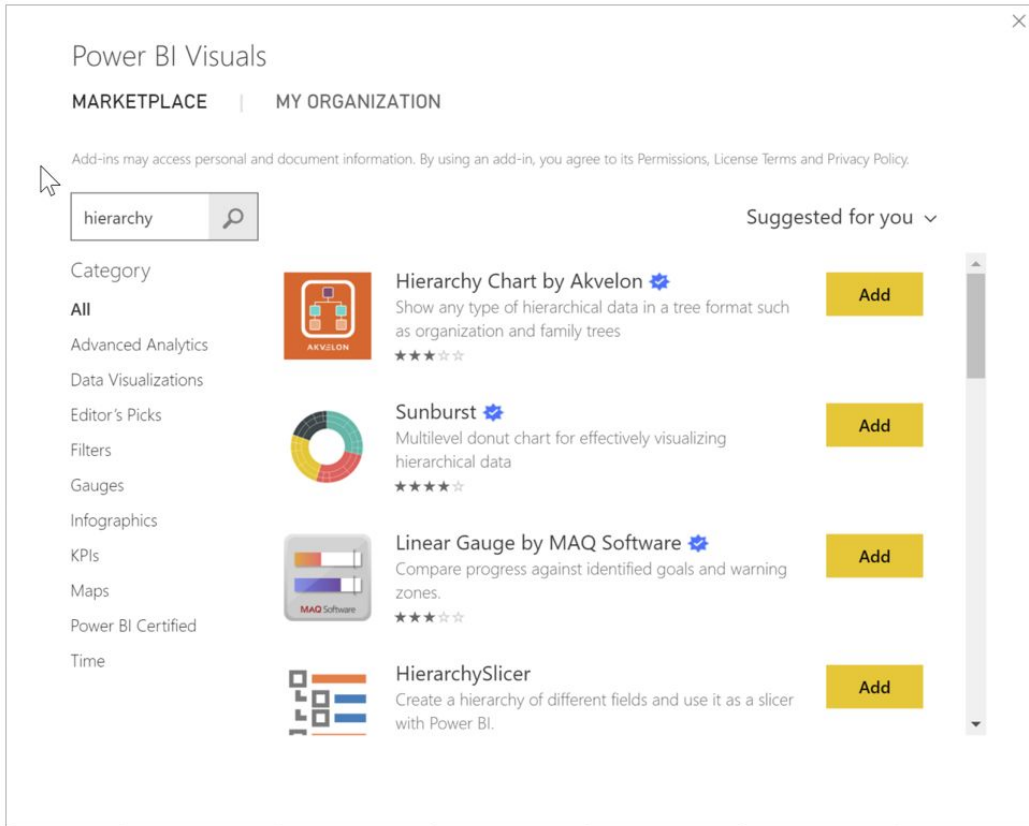 Power BI Visuals
MARKETPLACE | MY ORGANIZATION
Add-ins may access personal and document information. By using an add-in, you agree to its Permissions, License Terms and Privacy Policy.
hierarchy
Suggested for you
Category
All
Advanced Analytics
Data Visualizations
Editor's Picks
Filters
Gauges
Infographics
KPIs
Maps
Power BI Certified
Time
AKVELON
Hierarchy Chart by Akvelon
Show any type of hierarchical data in a tree format such
as organization and family trees
Add
Sunburst
Multilevel donut chart for effectively visualizing
hierarchical data
Add
MAQ Software
Linear Gauge by MAQ Software
Compare progress against identified goals and warning
zones.
Add
HierarchySlicer
Create a hierarchy of different fields and use it as a slicer
with Power BI.
Add